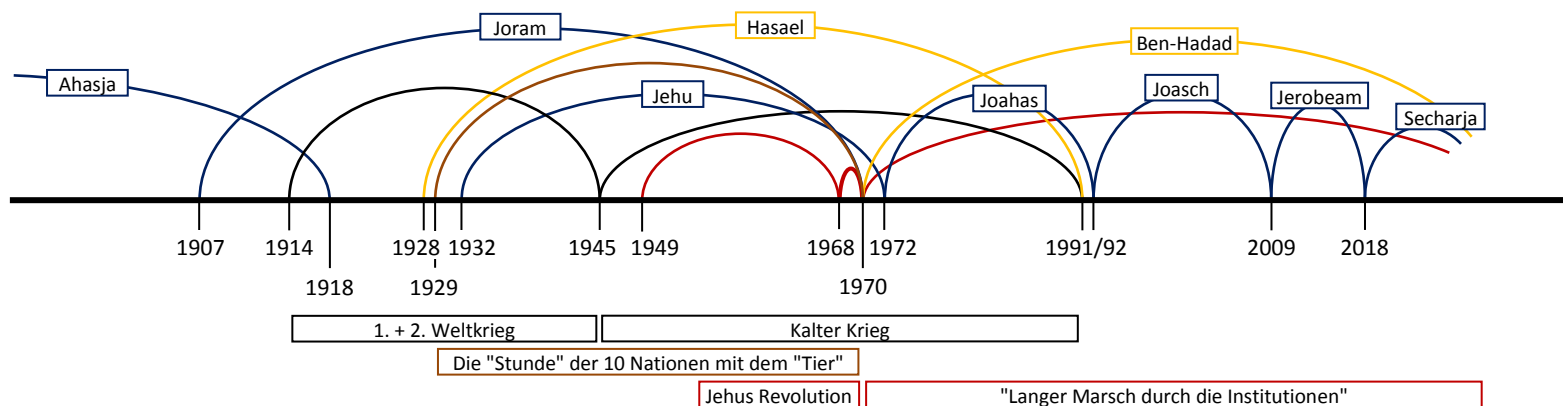 Joram
Hasael
Ben-Hadad
Ahasja
Jehu
Joahas
Joasch
Jerobeam
Secharja
1907
1914
1928
1932
1945
1949
1968
1972
1991/92
2009
2018
1918
1929
1970
1. + 2. Weltkrieg
Kalter Krieg
Die "Stunde" der 10 Nationen mit dem "Tier"
Jehus Revolution
"Langer Marsch durch die Institutionen"